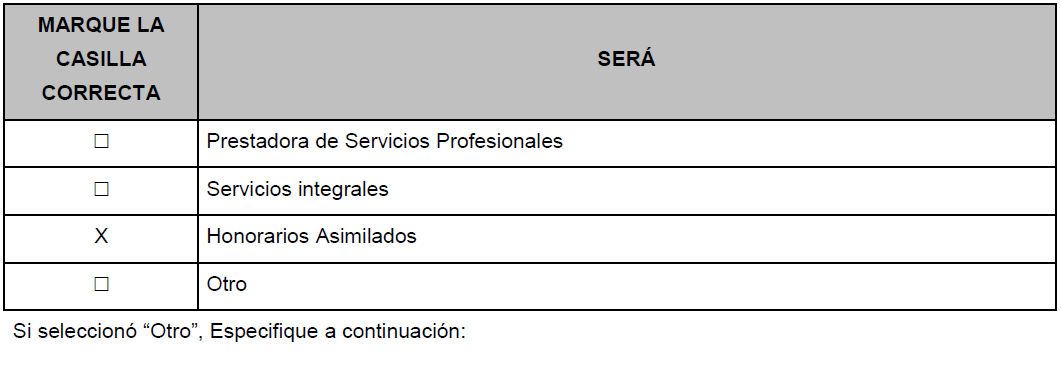 MARQUE LA
CASILLA
CORRECTA
SERÁ
☐ Prestadora de Servicios Profesionales
☐ Servicios integrales
X Honorarios Asimilados
☐ Otro
Si seleccionó “Otro”, Especifique a continuación: